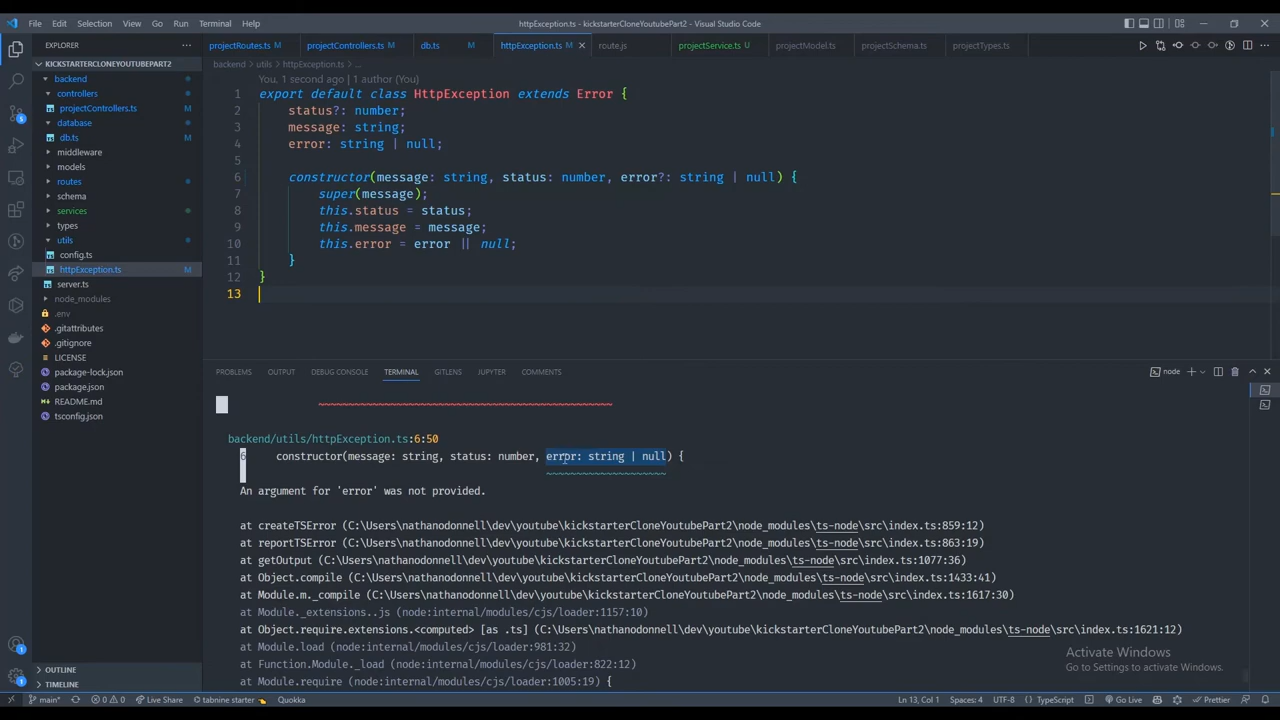 File Edit Selection View Go Run Terminal Help
httpException.ts - kickstarterCloneYoutubePart2 - Visual Studio Code
EXPLORER
projectRoutes.ts M
projectControllers.ts M
db.ts M
httpException.ts M
route.js
projectService.ts U
projectModel.ts
projectSchema.ts
projectTypes.ts
KICKSTARTERCLONEYOUTUBEPART2
backend
controllers
projectControllers.ts M
database
db.ts M
middleware
models
routes
schema
services
types
utils
config.ts
httpException.ts M
server.ts
node_modules
.env
.gitattributes
.gitignore
LICENSE
package-lock.json
package.json
README.md
tsconfig.json
OUTLINE
TIMELINE
backend > utils > httpException.ts > ...
You, 1 second ago | 1 author (You)
1 export default class HttpException extends Error {
2 status?: number;
3 message: string;
4 error: string | null;
5
6 constructor(message: string, status: number, error?: string | null) {
7 super(message);
8 this.status = status;
9 this.message = message;
10 this.error = error || null;
11 }
12 }
13
PROBLEMS OUTPUT DEBUG CONSOLE TERMINAL GITLENS JUPYTER COMMENTS
node
~~~~~~~~~~~~~~~~~~~~~~~~~~~~~~~~~~~~~~~~~~~~~~~~~
backend/utils/httpException.ts:6:50
6 constructor(message: string, status: number, error: string | null) {
~~~~~~~~~~~~~~~~~~~~
An argument for 'error' was not provided.
at createTSError (C:\Users\nathanodonnell\dev\youtube\kickstarterCloneYoutubePart2\node_modules\ts-node\src\index.ts:859:12)
at reportTSError (C:\Users\nathanodonnell\dev\youtube\kickstarterCloneYoutubePart2\node_modules\ts-node\src\index.ts:863:19)
at getOutput (C:\Users\nathanodonnell\dev\youtube\kickstarterCloneYoutubePart2\node_modules\ts-node\src\index.ts:1077:36)
at Object.compile (C:\Users\nathanodonnell\dev\youtube\kickstarterCloneYoutubePart2\node_modules\ts-node\src\index.ts:1433:41)
at Module.m._compile (C:\Users\nathanodonnell\dev\youtube\kickstarterCloneYoutubePart2\node_modules\ts-node\src\index.ts:1617:30)
at Module._extensions..js (node:internal/modules/cjs/loader:1157:10)
at Object.require.extensions.<computed> [as .ts] (C:\Users\nathanodonnell\dev\youtube\kickstarterCloneYoutubePart2\node_modules\ts-node\src\index.ts:1621:12)
at Module.load (node:internal/modules/cjs/loader:981:32)
at Function.Module._load (node:internal/modules/cjs/loader:822:12)
at Module.require (node:internal/modules/cjs/loader:1005:19) {
Activate Windows
Go to Settings to activate Windows.
5
1
1
main* 0 0 Live Share tabnine starter Quokka
Ln 13, Col 1 Spaces: 4 UTF-8 { } TypeScript Go Live Prettier